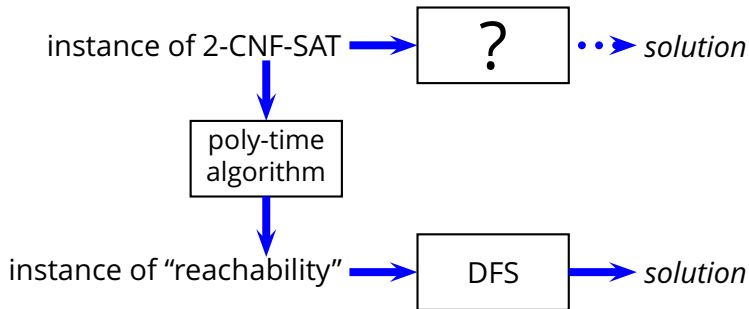 instance of 2-CNF-SAT
?
solution
poly-time
algorithm
instance of “reachability”
DFS
solution